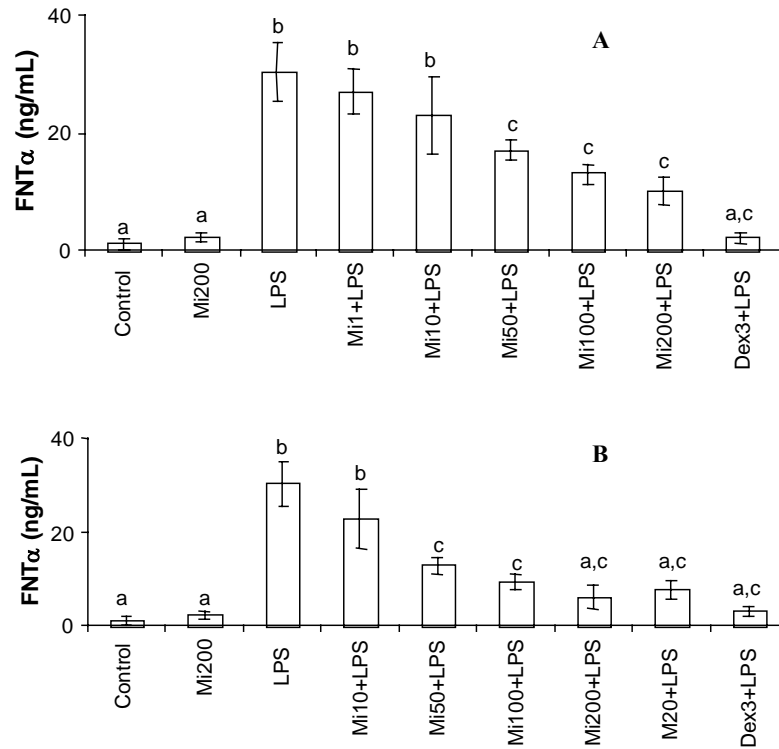 A
FNTα (ng/mL)
40
20
0
a
a
b
b
b
c
c
c
a,c
Control
Mi200
LPS
Mi1+LPS
Mi10+LPS
Mi50+LPS
Mi100+LPS
Mi200+LPS
Dex3+LPS
B
FNTα (ng/mL)
40
20
0
a
a
b
b
c
c
a,c
a,c
a,c
Control
Mi200
LPS
Mi10+LPS
Mi50+LPS
Mi100+LPS
Mi200+LPS
M20+LPS
Dex3+LPS